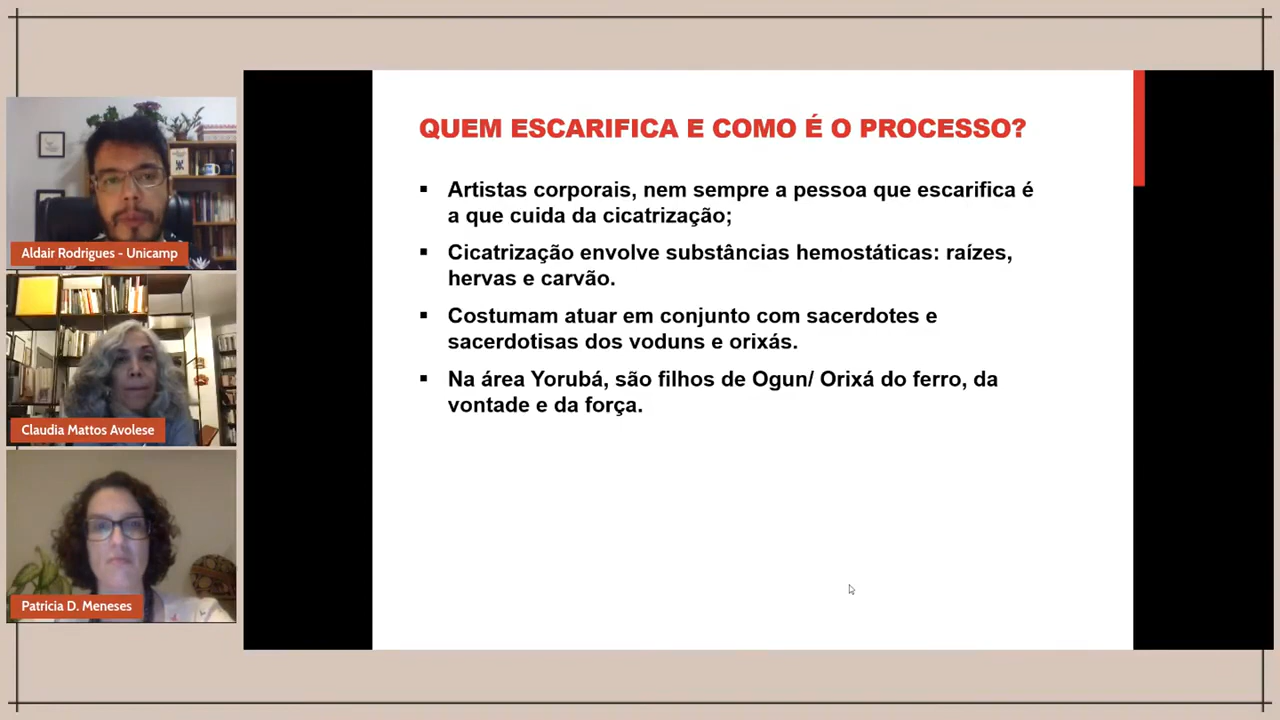 QUEM ESCARIFICA E COMO É O PROCESSO?
▪ Artistas corporais, nem sempre a pessoa que escarifica é
a que cuida da cicatrização;
▪ Cicatrização envolve substâncias hemostáticas: raízes,
hervas e carvão.
▪ Costumam atuar em conjunto com sacerdotes e
sacerdotisas dos voduns e orixás.
▪ Na área Yorubá, são filhos de Ogun/ Orixá do ferro, da
vontade e da força.
Aldair Rodrigues - Unicamp
Claudia Mattos Avolese
Patricia D. Meneses